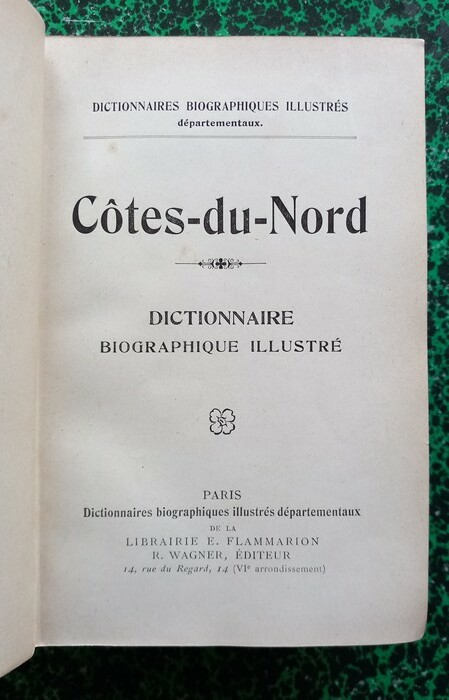 DICTIONNAIRES BIOGRAPHIQUES ILLUSTRÉS
départementaux.
Côtes-du-Nord
DICTIONNAIRE
BIOGRAPHIQUE ILLUSTRÉ
PARIS
Dictionnaires biographiques illustrés départementaux
DE LA
LIBRAIRIE E. FLAMMARION
R. WAGNER, ÉDITEUR
14, rue du Regard, 14 (VIᵉ arrondissement)